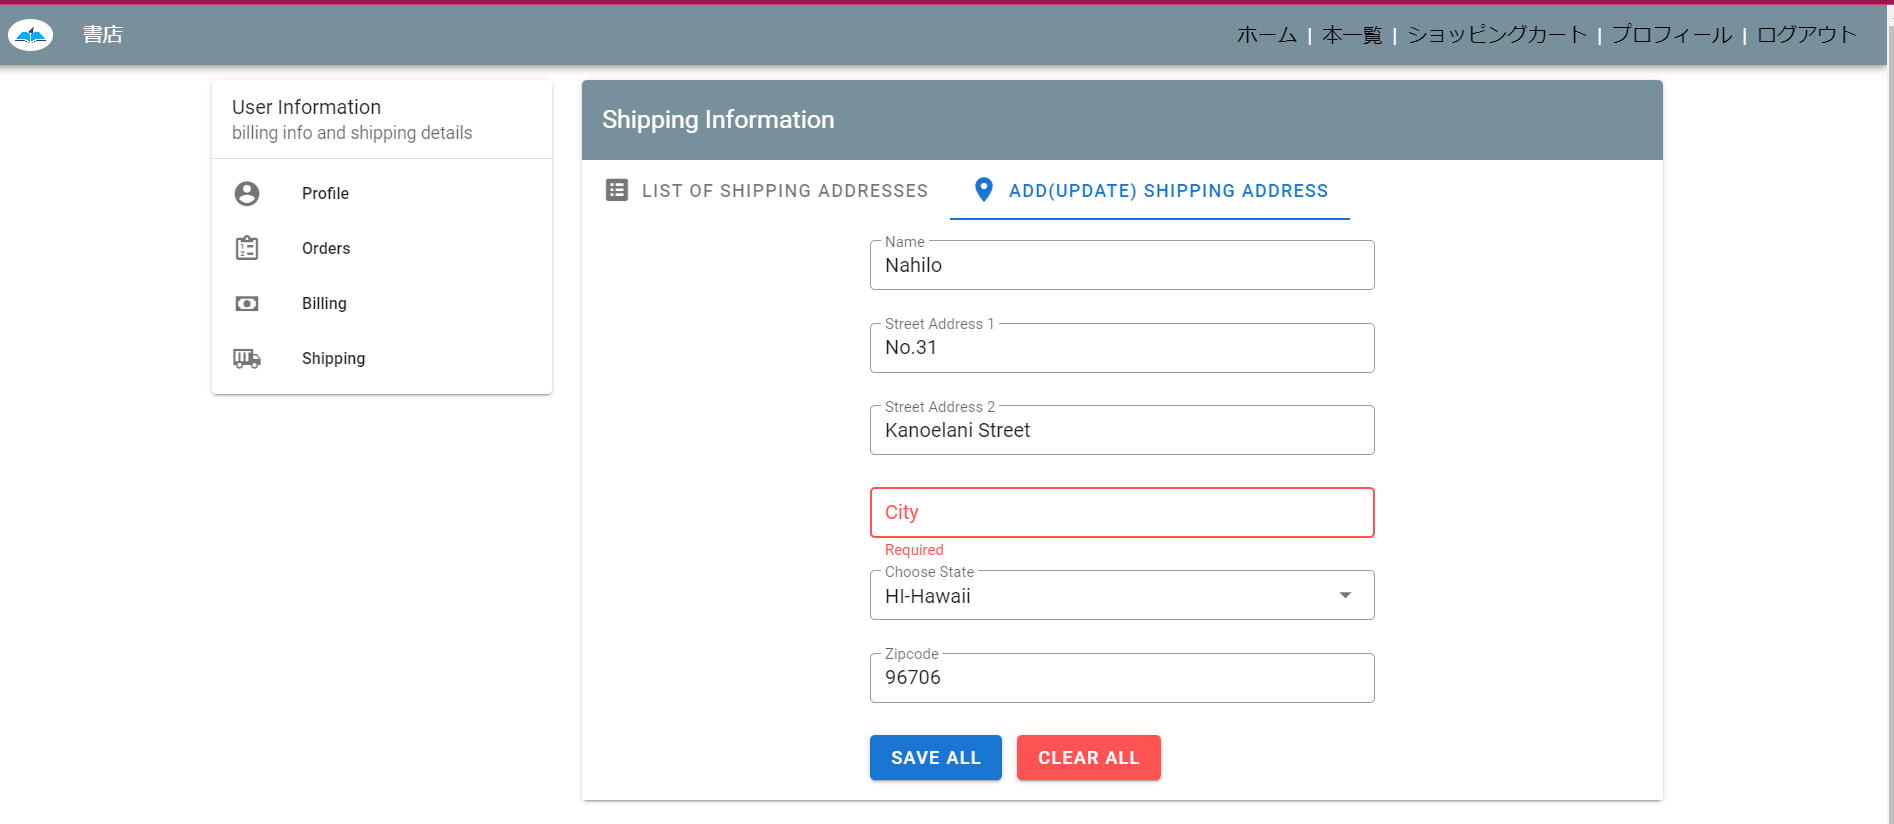 書店
ホーム | 本一覧 | ショッピングカート | プロフィール | ログアウト
User Information
billing info and shipping details
Profile
Orders
Billing
Shipping
Shipping Information
LIST OF SHIPPING ADDRESSES
ADD(UPDATE) SHIPPING ADDRESS
Name
Nahilo
Street Address 1
No.31
Street Address 2
Kanoelani Street
City
Required
Choose State
HI-Hawaii
Zipcode
96706
SAVE ALL
CLEAR ALL